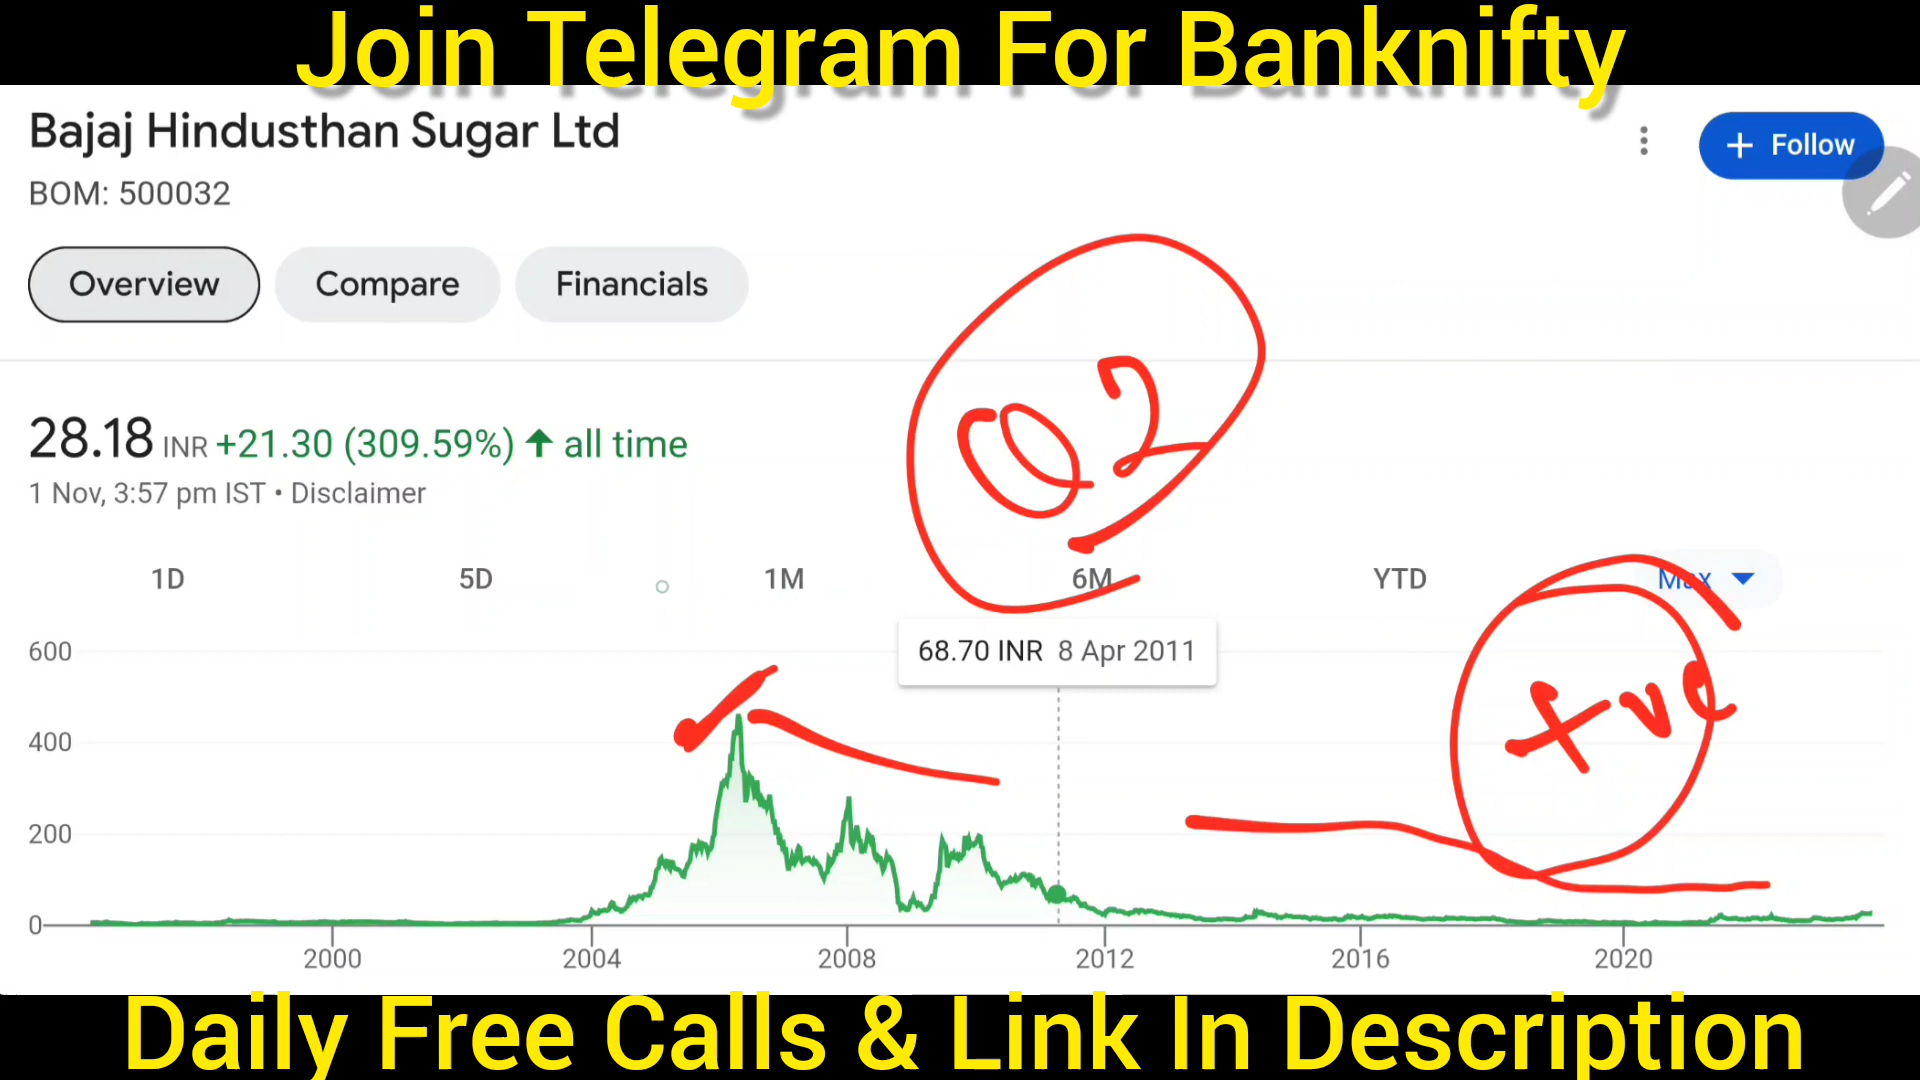 Join Telegram For Banknifty
Bajaj Hindusthan Sugar Ltd
+ Follow
BOM: 500032
Overview
Compare
Financials
Q2
28.18 INR +21.30 (309.59%) ↑ all time
1 Nov, 3:57 pm IST • Disclaimer
1D
5D
1M
6M
YTD
Max
600
68.70 INR 8 Apr 2011
+ve
400
200
0
2000
2004
2008
2012
2016
2020
Daily Free Calls & Link In Description